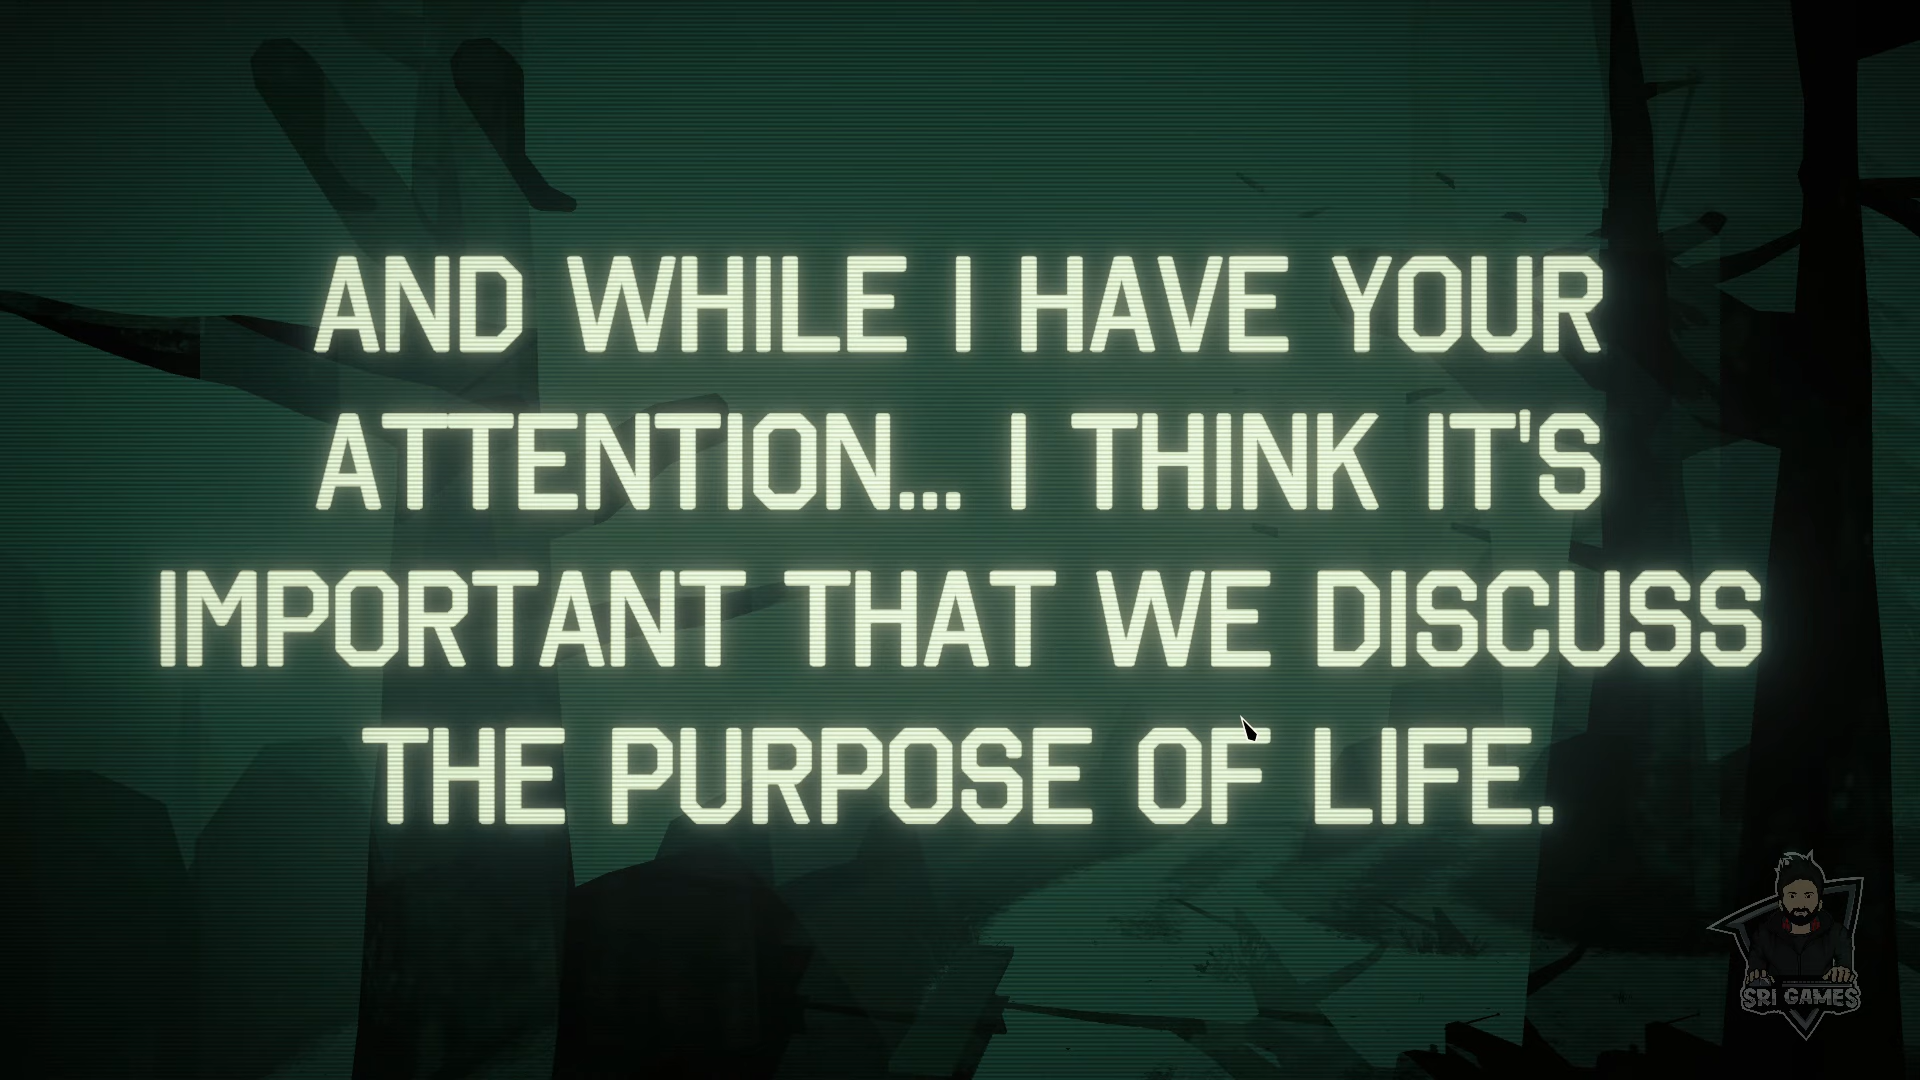 AND WHILE I HAVE YOUR
ATTENTION... I THINK IT'S
IMPORTANT THAT WE DISCUSS
THE PURPOSE OF LIFE.
SRI GAMES